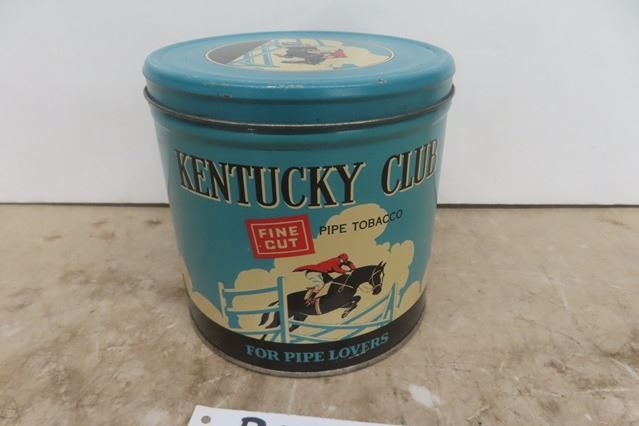 KENTUCKY CLUB
FINE CUT
PIPE TOBACCO
FOR PIPE LOVERS